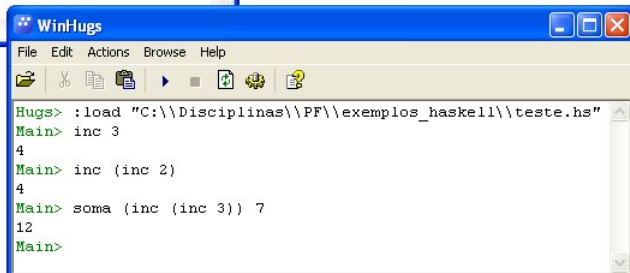 WinHugs
File Edit Actions Browse Help
Hugs> :load "C:\\Disciplinas\\PF\\exemplos_haskell\\teste.hs"
Main> inc 3
4
Main> inc (inc 2)
4
Main> soma (inc (inc 3)) 7
12
Main>